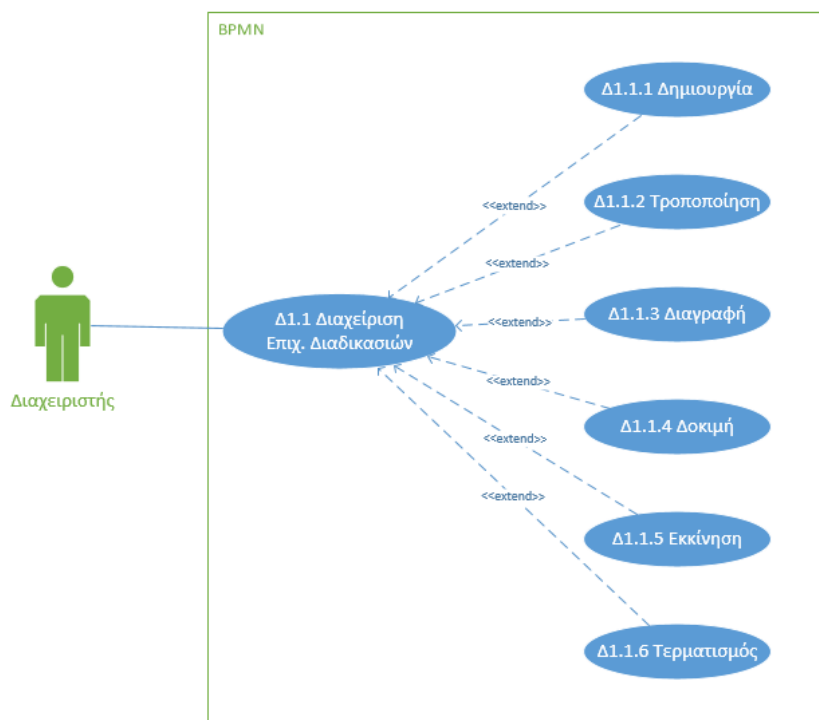 BPMN
Δ1.1.1 Δημιουργία
<<extend>>
Δ1.1.2 Τροποποίηση
<<extend>>
Δ1.1 Διαχείριση
Επιχ. Διαδικασιών
Δ1.1.3 Διαγραφή
<<extend>>
Διαχειριστής
<<extend>>
Δ1.1.4 Δοκιμή
<<extend>>
<<extend>>
Δ1.1.5 Εκκίνηση
Δ1.1.6 Τερματισμός